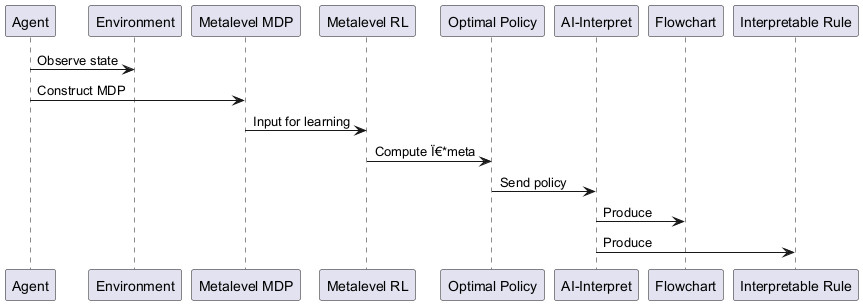 Agent Environment Metalevel MDP Metalevel RL Optimal Policy AI-Interpret Flowchart Interpretable Rule
Observe state
Construct MDP
Input for learning
Compute Ï€*meta
Send policy
Produce
Produce
Agent Environment Metalevel MDP Metalevel RL Optimal Policy AI-Interpret Flowchart Interpretable Rule